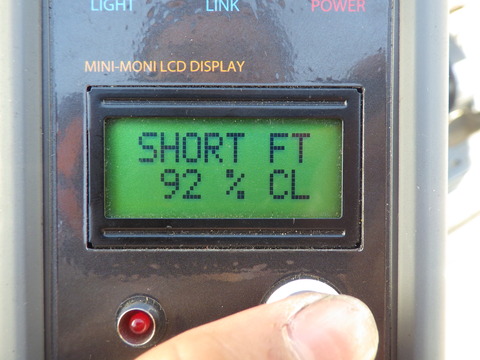 LIGHT LINK POWER
MINI-MONI LCD DISPLAY
SHORT FT
92 % CL